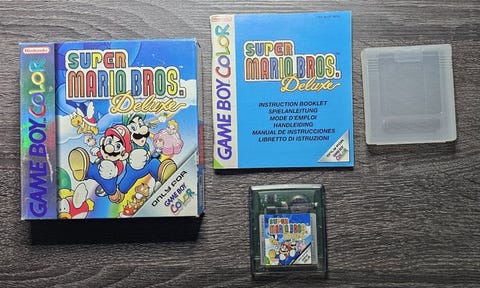 Nintendo
GAME BOY COLOR
SUPER
MARIO BROS.
Deluxe
ONLY FOR
GAME BOY
COLOR
GAME BOY COLOR
SUPER
MARIO BROS.
Deluxe
INSTRUCTION BOOKLET
SPIELANLEITUNG
MODE D'EMPLOI
HANDLEIDING
MANUAL DE INSTRUCCIONES
LIBRETTO DI ISTRUZIONI
SUPER
MARIO BROS.
Deluxe